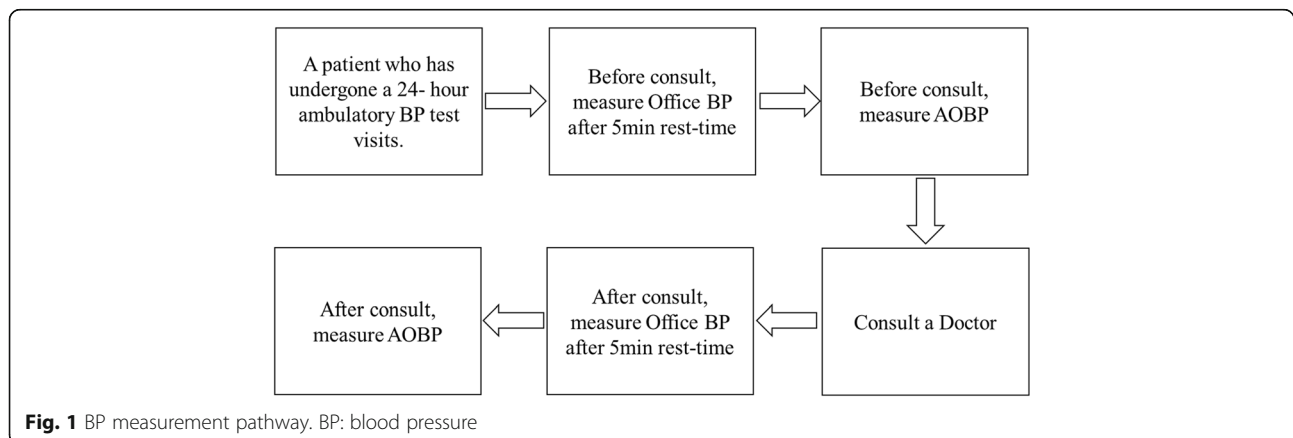 A patient who has
undergone a 24- hour
ambulatory BP test
visits.
Before consult,
measure Office BP
after 5min rest-time
Before consult,
measure AOBP
Consult a Doctor
After consult,
measure Office BP
after 5min rest-time
After consult,
measure AOBP
Fig. 1 BP measurement pathway. BP: blood pressure